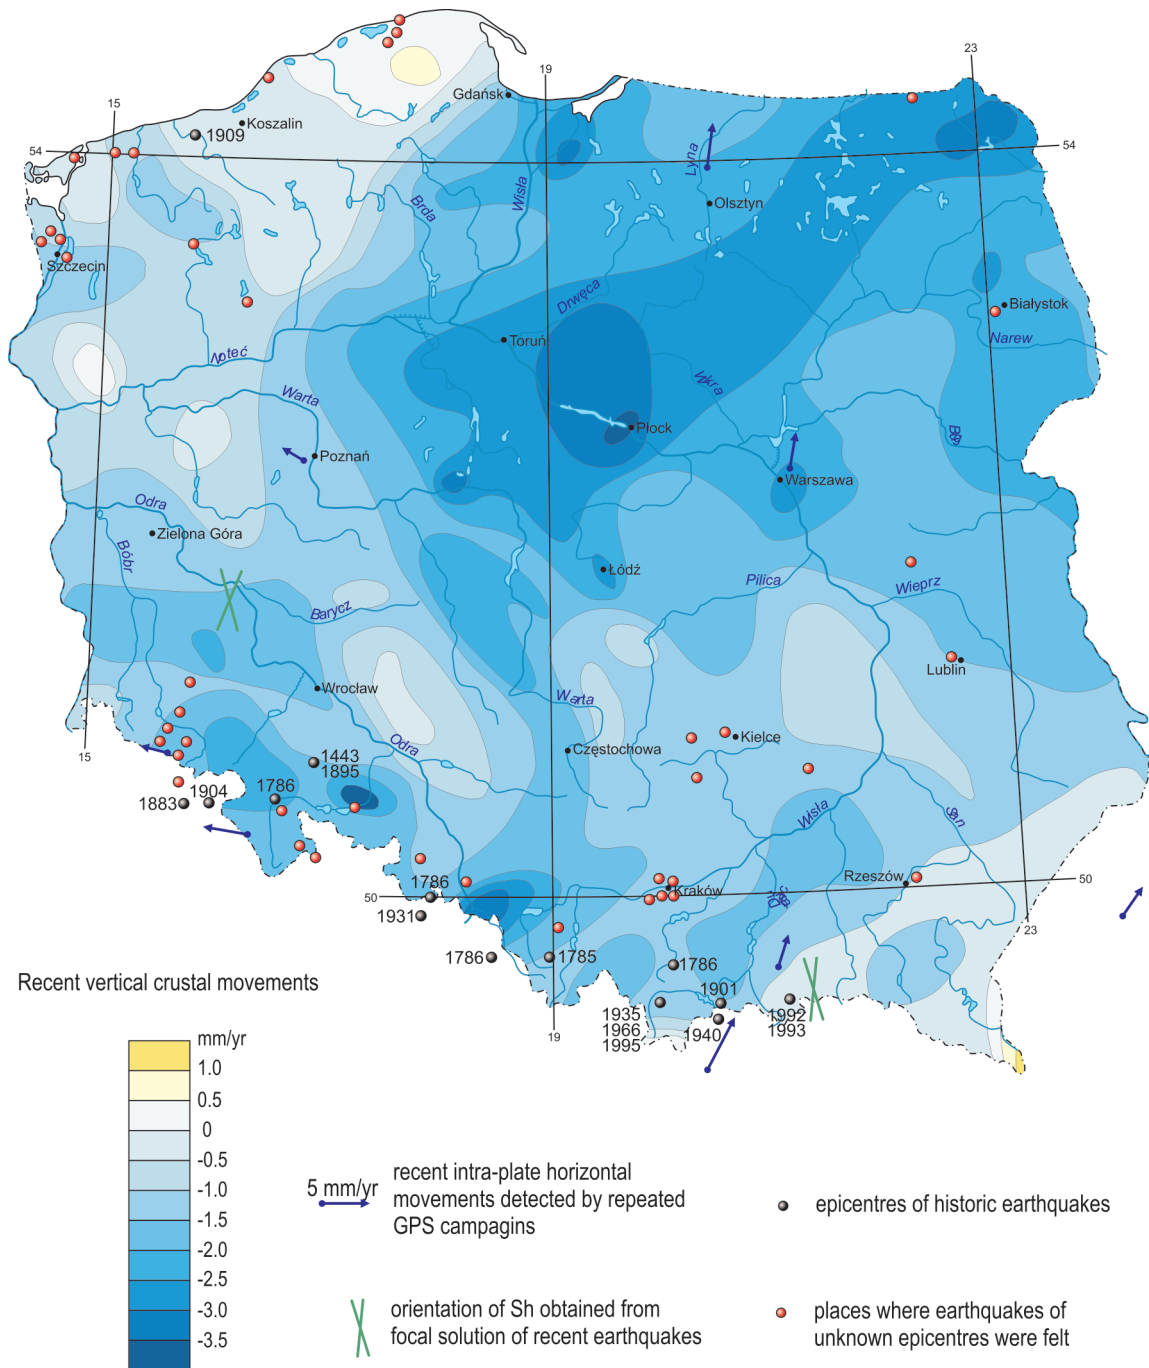 23
19
15
Gdańsk
Koszalin
1909
54
54
Lyna
Wisła
Brda
Olsztyn
Szczecin
Drwęca
Białystok
Narew
Toruń
Noteć
Wkra
Warta
Płock
Bug
Poznań
Warszawa
Odra
Zielona Góra
Bóbr
Łódź
Pilica
Wieprz
Barycz
Lublin
Wrocław
Warta
Odra
Częstochowa
Kielce
15
1443
1895
1786
1904
1883
Wisła
San
1786
Rzeszów
50
Kraków
50
1931
23
1786
1785
1786
1901
1935
1966
1995
1940
1992
1993
19
Recent vertical crustal movements
mm/yr
1.0
0.5
0
-0.5
-1.0
-1.5
-2.0
-2.5
-3.0
-3.5
5 mm/yr
recent intra-plate horizontal
movements detected by repeated
GPS campagins
epicentres of historic earthquakes
orientation of Sh obtained from
focal solution of recent earthquakes
places where earthquakes of
unknown epicentres were felt